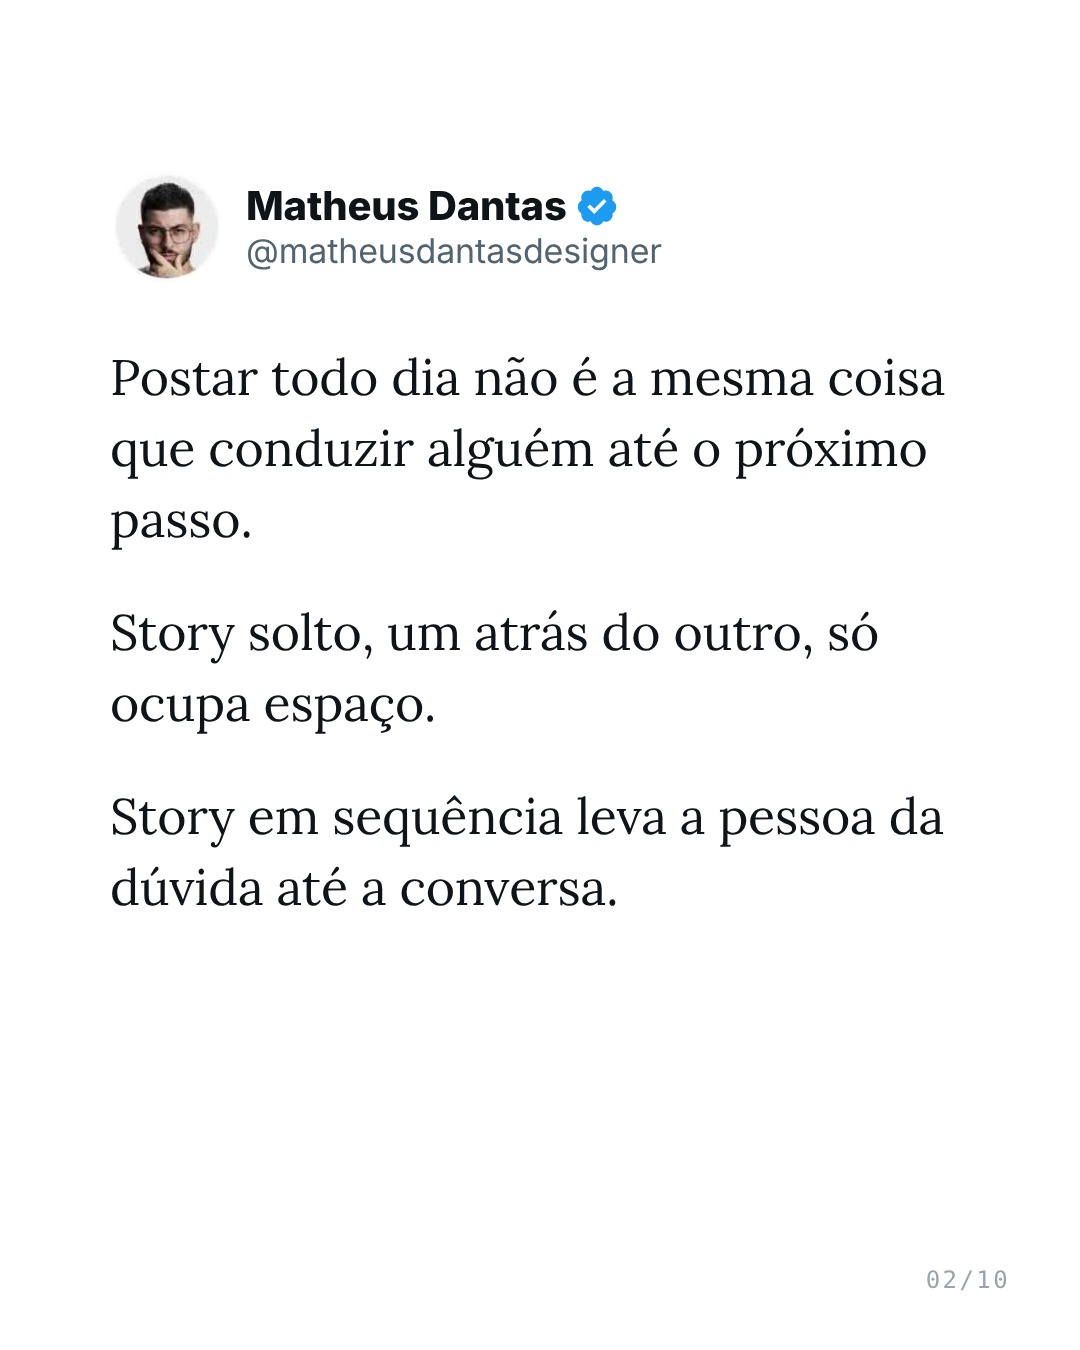 Matheus Dantas
@matheusdantasdesigner
Postar todo dia não é a mesma coisa
que conduzir alguém até o próximo
passo.
Story solto, um atrás do outro, só
ocupa espaço.
Story em sequência leva a pessoa da
dúvida até a conversa.
02/10